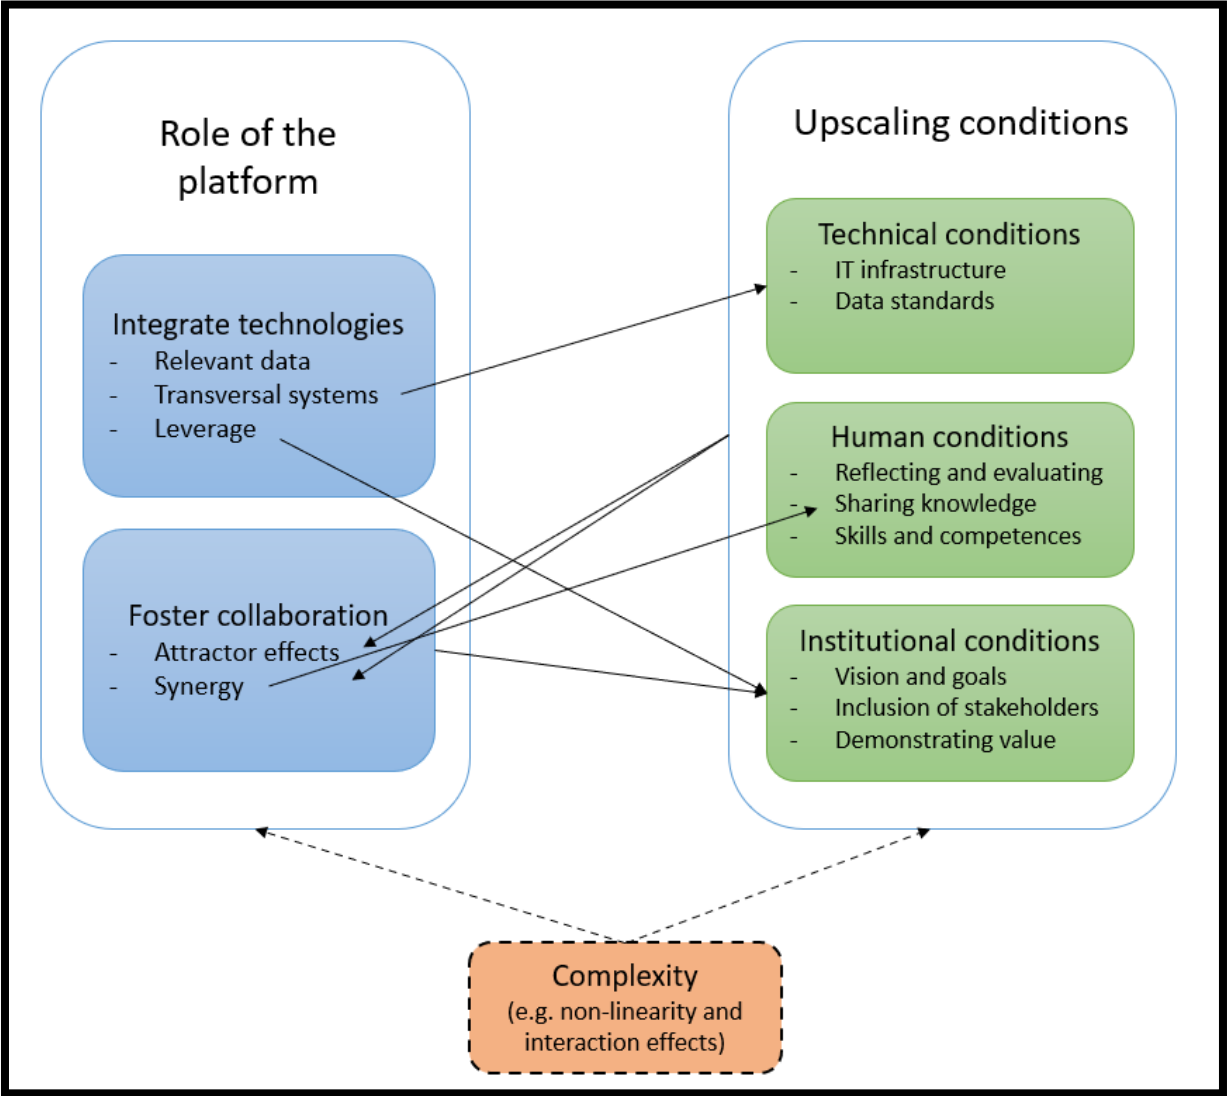 Role of the
platform
Integrate technologies
- Relevant data
- Transversal systems
- Leverage
Foster collaboration
- Attractor effects
- Synergy
Upscaling conditions
Technical conditions
- IT infrastructure
- Data standards
Human conditions
- Reflecting and evaluating
- Sharing knowledge
- Skills and competences
Institutional conditions
- Vision and goals
- Inclusion of stakeholders
- Demonstrating value
Complexity
(e.g. non-linearity and
interaction effects)